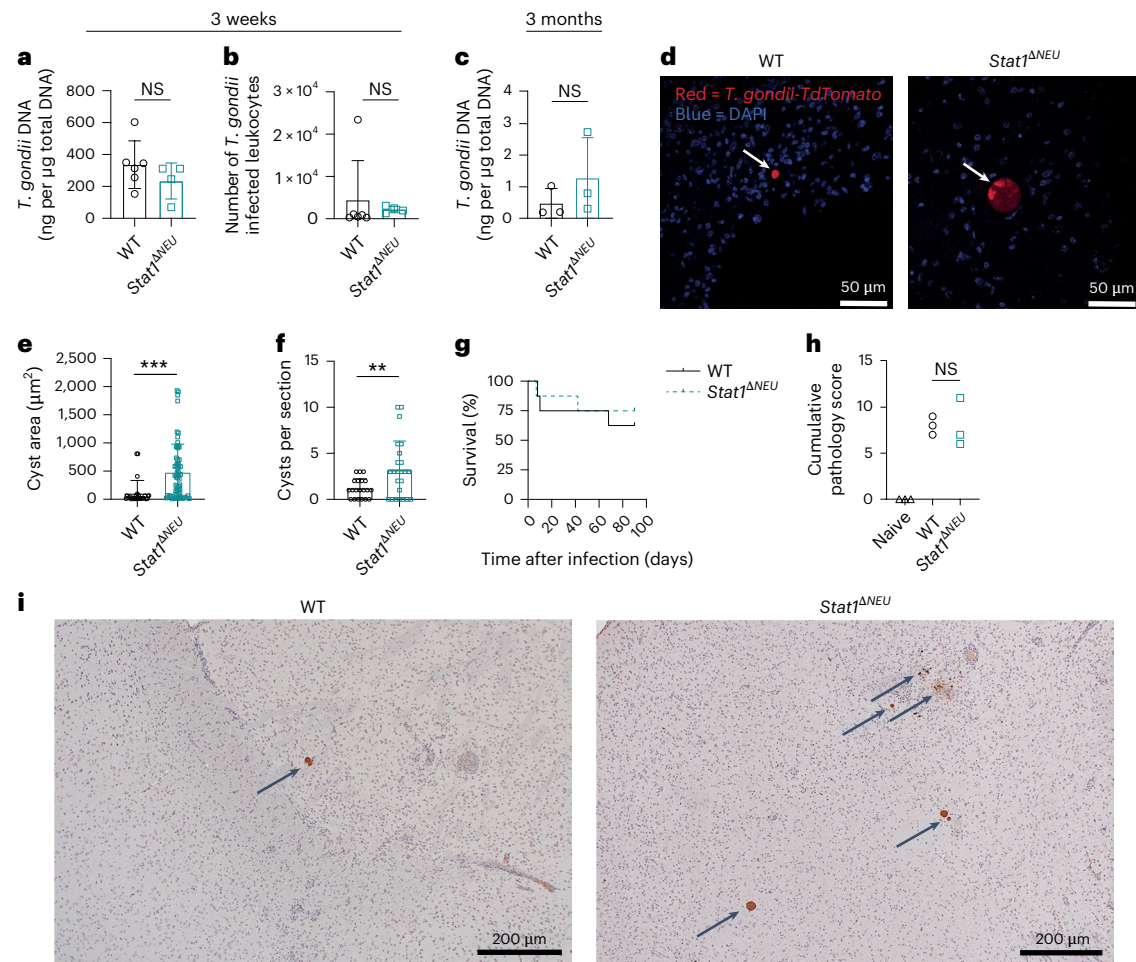 3 weeks
3 months
a
T. gondii DNA
(ng per µg total DNA)
800
600
400
200
0
NS
WT
Stat1ΔNEU
b
Number of T. gondii
infected leukocytes
3 × 10⁴
2 × 10⁴
1 × 10⁴
0
NS
WT
Stat1ΔNEU
c
T. gondii DNA
(ng per µg total DNA)
4
3
2
1
0
NS
WT
Stat1ΔNEU
d
WT
Stat1ΔNEU
Red = T. gondii-TdTomato
Blue = DAPI
50 µm
50 µm
e
Cyst area (µm²)
2,500
2,000
1,500
1,000
500
0
***
WT
Stat1ΔNEU
f
Cysts per section
15
10
5
0
**
WT
Stat1ΔNEU
g
Survival (%)
100
75
50
25
0
0
20
40
60
80
100
Time after infection (days)
WT
Stat1ΔNEU
h
Cumulative
pathology score
15
10
5
0
NS
Naive
WT
Stat1ΔNEU
i
WT
Stat1ΔNEU
200 µm
200 µm